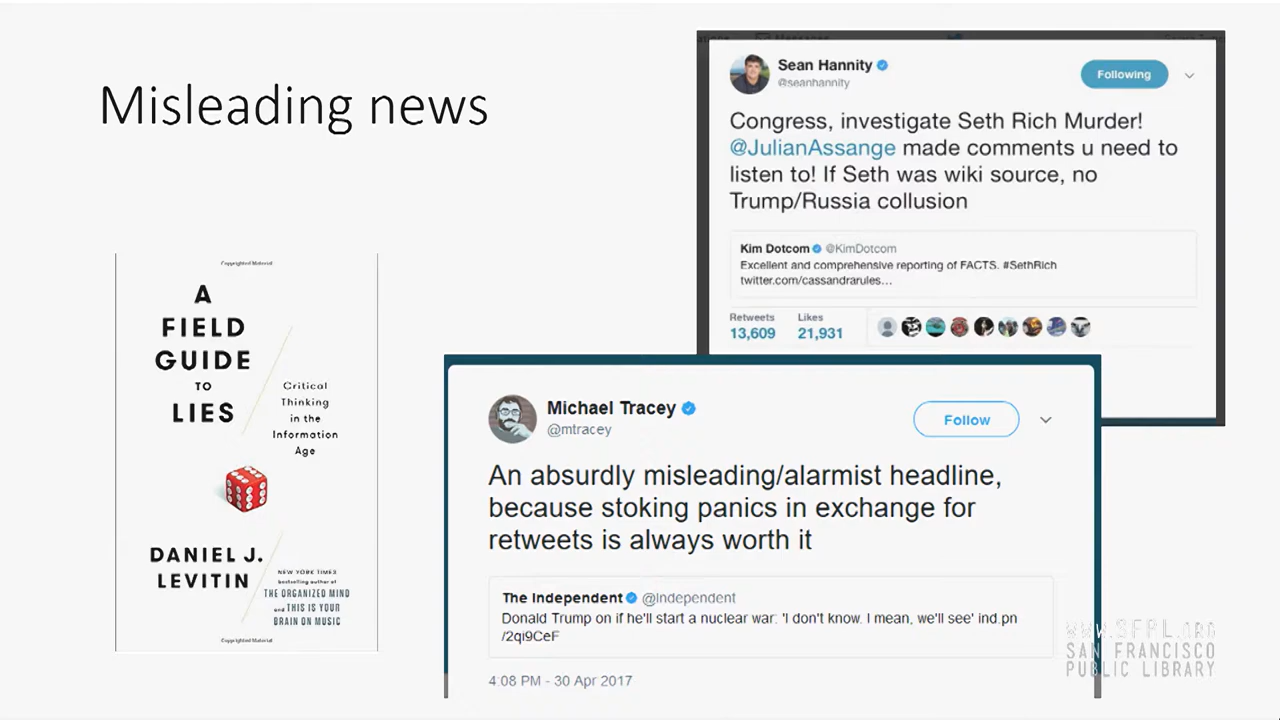 Misleading news
Copyrighted Material
A
FIELD
GUIDE
TO
LIES
Critical
Thinking
in the
Information
Age
DANIEL J.
LEVITIN
NEW YORK TIMES
bestselling author of
THE ORGANIZED MIND
and THIS IS YOUR
BRAIN ON MUSIC
Copyrighted Material
Sean Hannity
@seanhannity
Following
Congress, investigate Seth Rich Murder!
@JulianAssange made comments u need to
listen to! If Seth was wiki source, no
Trump/Russia collusion
Kim Dotcom @KimDotcom
Excellent and comprehensive reporting of FACTS. #SethRich
twitter.com/cassandrarules...
Retweets Likes
13,609 21,931
Michael Tracey
@mtracey
Follow
An absurdly misleading/alarmist headline,
because stoking panics in exchange for
retweets is always worth it
The Independent @Independent
Donald Trump on if he'll start a nuclear war: 'I don't know. I mean, we'll see' ind.pn
/2qi9CeF
4:08 PM - 30 Apr 2017
WWW.SFPL.ORG
SAN FRANCISCO
PUBLIC LIBRARY